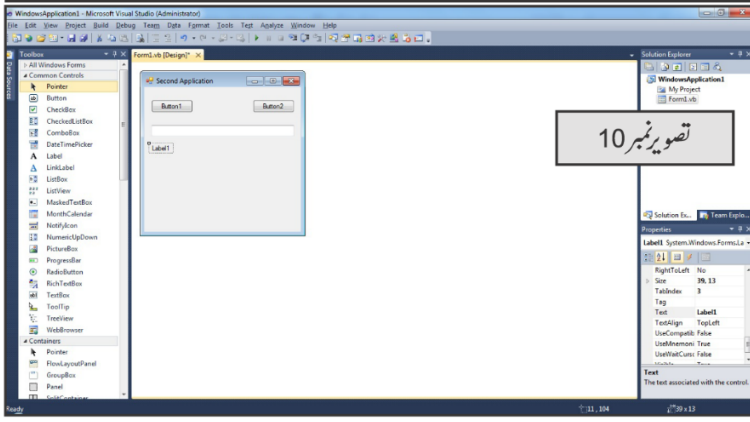 WindowsApplication1 - Microsoft Visual Studio (Administrator)
File Edit View Project Build Debug Team Data Format Tools Test Analyze Window Help
Data Sources
Toolbox
All Windows Forms
Common Controls
Pointer
Button
CheckBox
CheckedListBox
ComboBox
DateTimePicker
Label
LinkLabel
ListBox
ListView
MaskedTextBox
MonthCalendar
NotifyIcon
NumericUpDown
PictureBox
ProgressBar
RadioButton
RichTextBox
TextBox
ToolTip
TreeView
WebBrowser
Containers
Pointer
FlowLayoutPanel
GroupBox
Panel
SplitContainer
Form1.vb [Design]*
Second Application
Button1 Button2
Label1
تصویر نمبر 10
Solution Explorer
WindowsApplication1
My Project
Form1.vb
Solution Ex... Team Explo...
Properties
Label1 System.Windows.Forms.La
RightToLeft No
Size 39, 13
TabIndex 3
Tag
Text Label1
TextAlign TopLeft
UseCompatib False
UseMnemoni True
UseWaitCurs False
Text
The text associated with the control.
Ready 11, 104 39 x 13